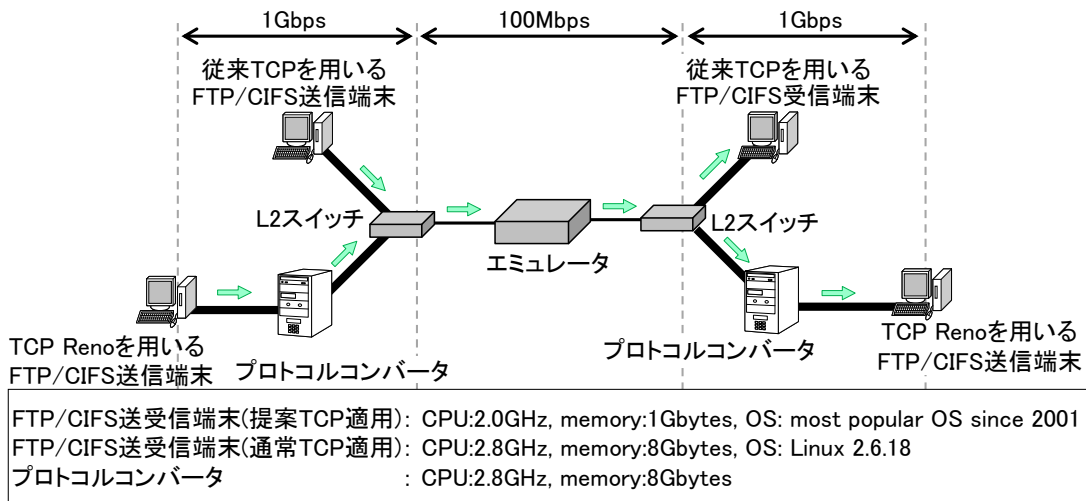 1Gbps
100Mbps
1Gbps
従来TCPを用いる
FTP/CIFS送信端末
従来TCPを用いる
FTP/CIFS受信端末
L2スイッチ
エミュレータ
L2スイッチ
TCP Renoを用いる
FTP/CIFS送信端末
プロトコルコンバータ
プロトコルコンバータ
TCP Renoを用いる
FTP/CIFS送信端末
FTP/CIFS送受信端末(提案TCP適用): CPU:2.0GHz, memory:1Gbytes, OS: most popular OS since 2001
FTP/CIFS送受信端末(通常TCP適用): CPU:2.8GHz, memory:8Gbytes, OS: Linux 2.6.18
プロトコルコンバータ : CPU:2.8GHz, memory:8Gbytes